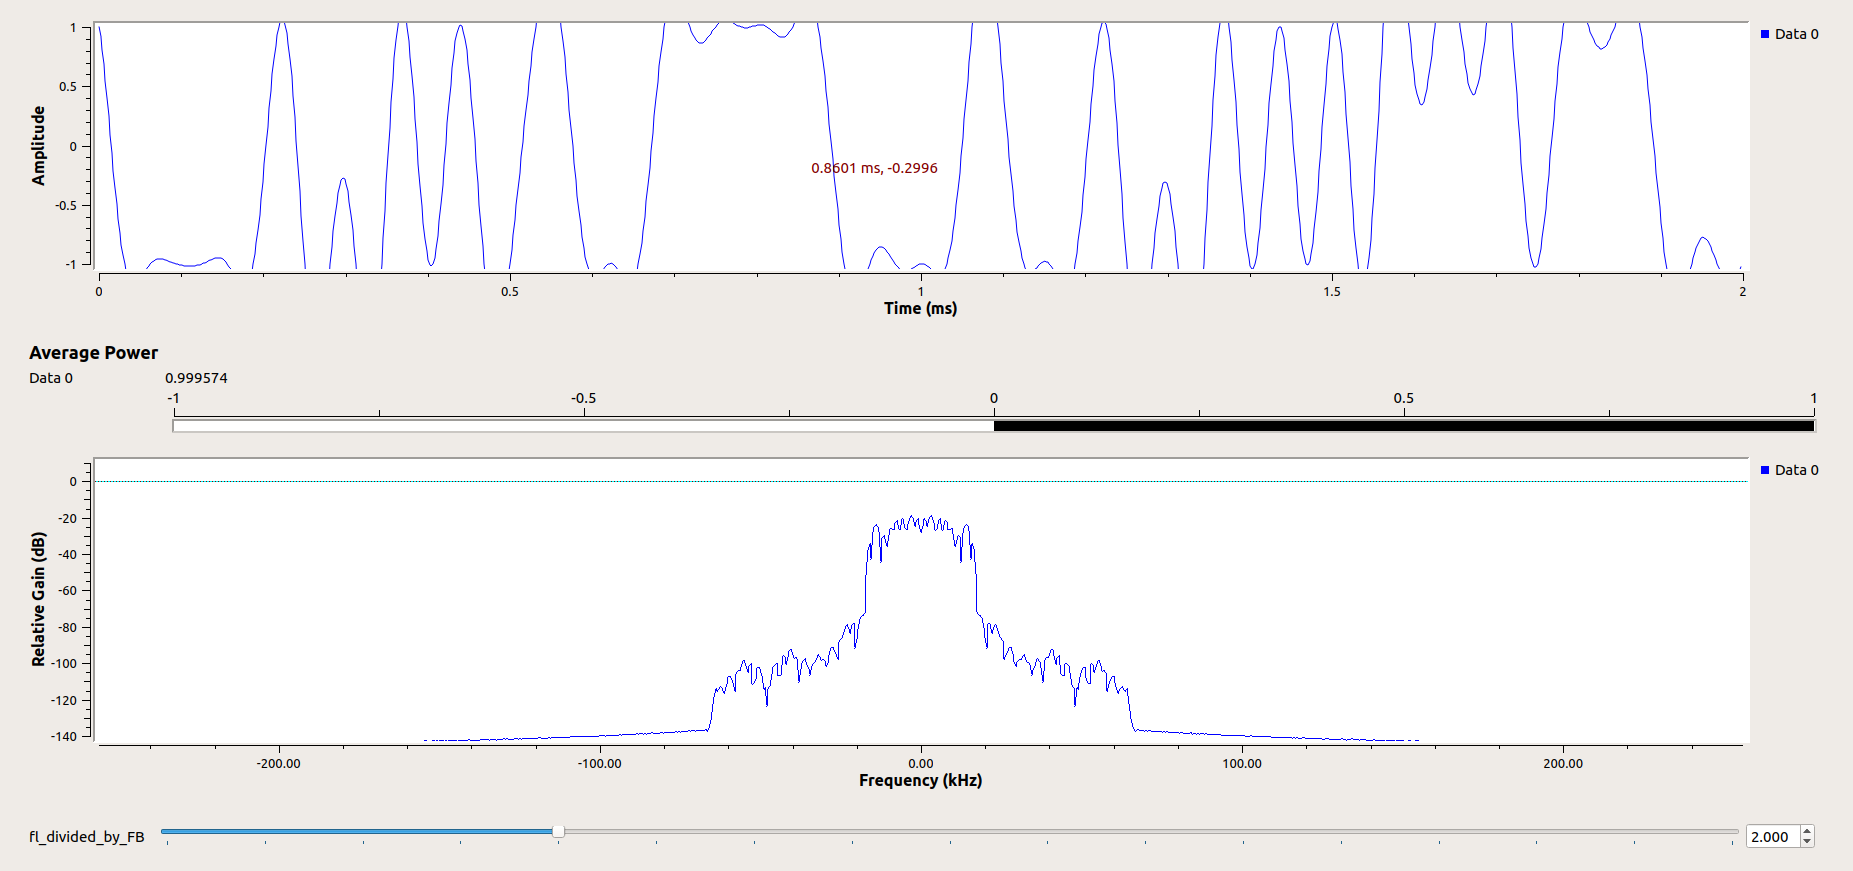 1
0.5
0
-0.5
-1
Amplitude
Data 0
0.8601 ms, -0.2996
0 0.5 1 1.5 2
Time (ms)
Average Power
Data 0 0.999574
-1 -0.5 0 0.5 1
Data 0
0
-20
-40
-60
-80
-100
-120
-140
Relative Gain (dB)
-200.00 -100.00 0.00 100.00 200.00
Frequency (kHz)
fl_divided_by_FB 2.000